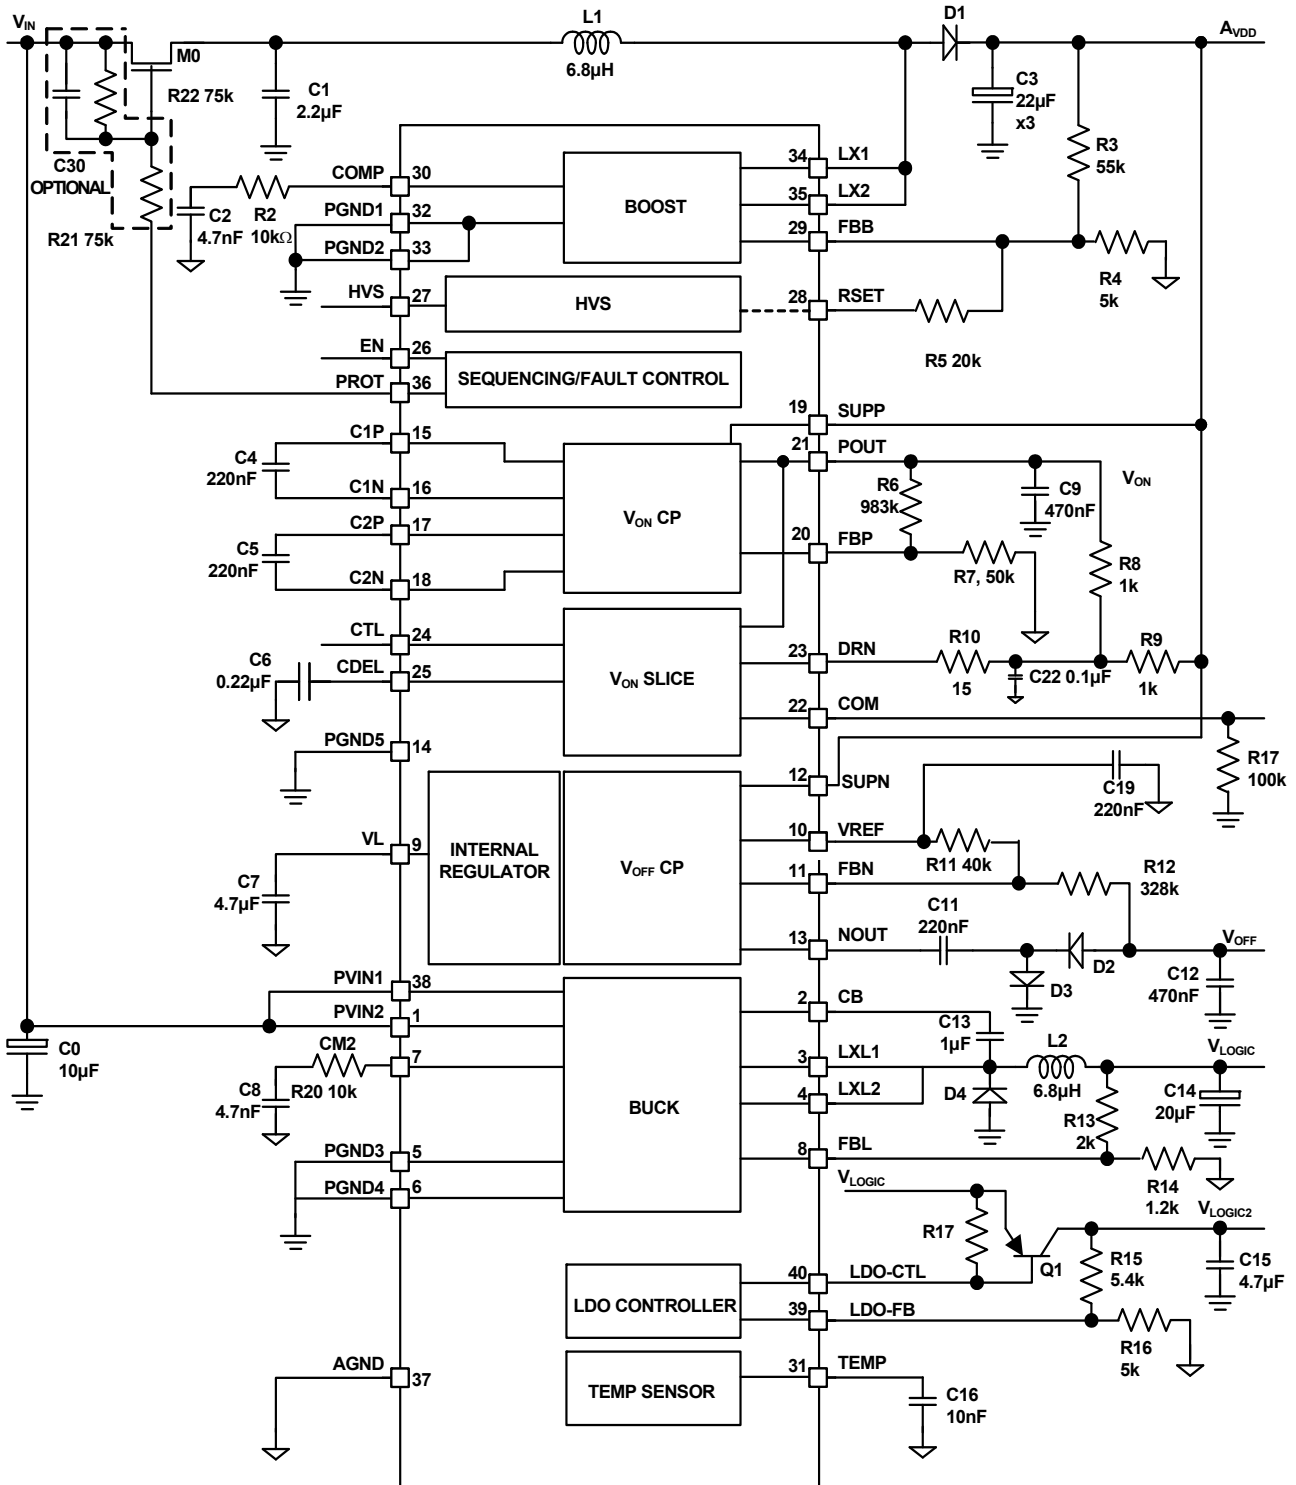 V_IN
L1
6.8µH
D1
A_VDD
M0
R22 75k
C1
2.2µF
C3
22µF
x3
R3
55k
C30
OPTIONAL
R21 75k
C2
4.7nF
R2
10kΩ
COMP
30
PGND1
32
PGND2
33
BOOST
34
LX1
35
LX2
29
FBB
R4
5k
HVS
27
HVS
28
RSET
R5 20k
EN
26
PROT
36
SEQUENCING/FAULT CONTROL
19
SUPP
C1P
15
C4
220nF
C1N
16
C2P
17
C5
220nF
C2N
18
V_ON CP
21
POUT
R6
983k
C9
470nF
V_ON
20
FBP
R7, 50k
R8
1k
CTL
24
C6
0.22µF
CDEL
25
V_ON SLICE
23
DRN
R10
15
C22 0.1µF
R9
1k
22
COM
PGND5
14
R17
100k
12
SUPN
C19
220nF
VL
9
C7
4.7µF
INTERNAL
REGULATOR
V_OFF CP
10
VREF
R11 40k
11
FBN
R12
328k
C11
220nF
13
NOUT
D3
D2
V_OFF
C12
470nF
PVIN1
38
PVIN2
1
C0
10µF
CM2
7
C8
4.7nF
R20 10k
BUCK
2
CB
C13
1µF
3
LXL1
L2
6.8µH
V_LOGIC
4
LXL2
D4
R13
2k
C14
20µF
PGND3
5
8
FBL
PGND4
6
R14
1.2k
V_LOGIC
V_LOGIC2
R17
Q1
R15
5.4k
C15
4.7µF
LDO CONTROLLER
40
LDO-CTL
39
LDO-FB
R16
5k
AGND
37
TEMP SENSOR
31
TEMP
C16
10nF